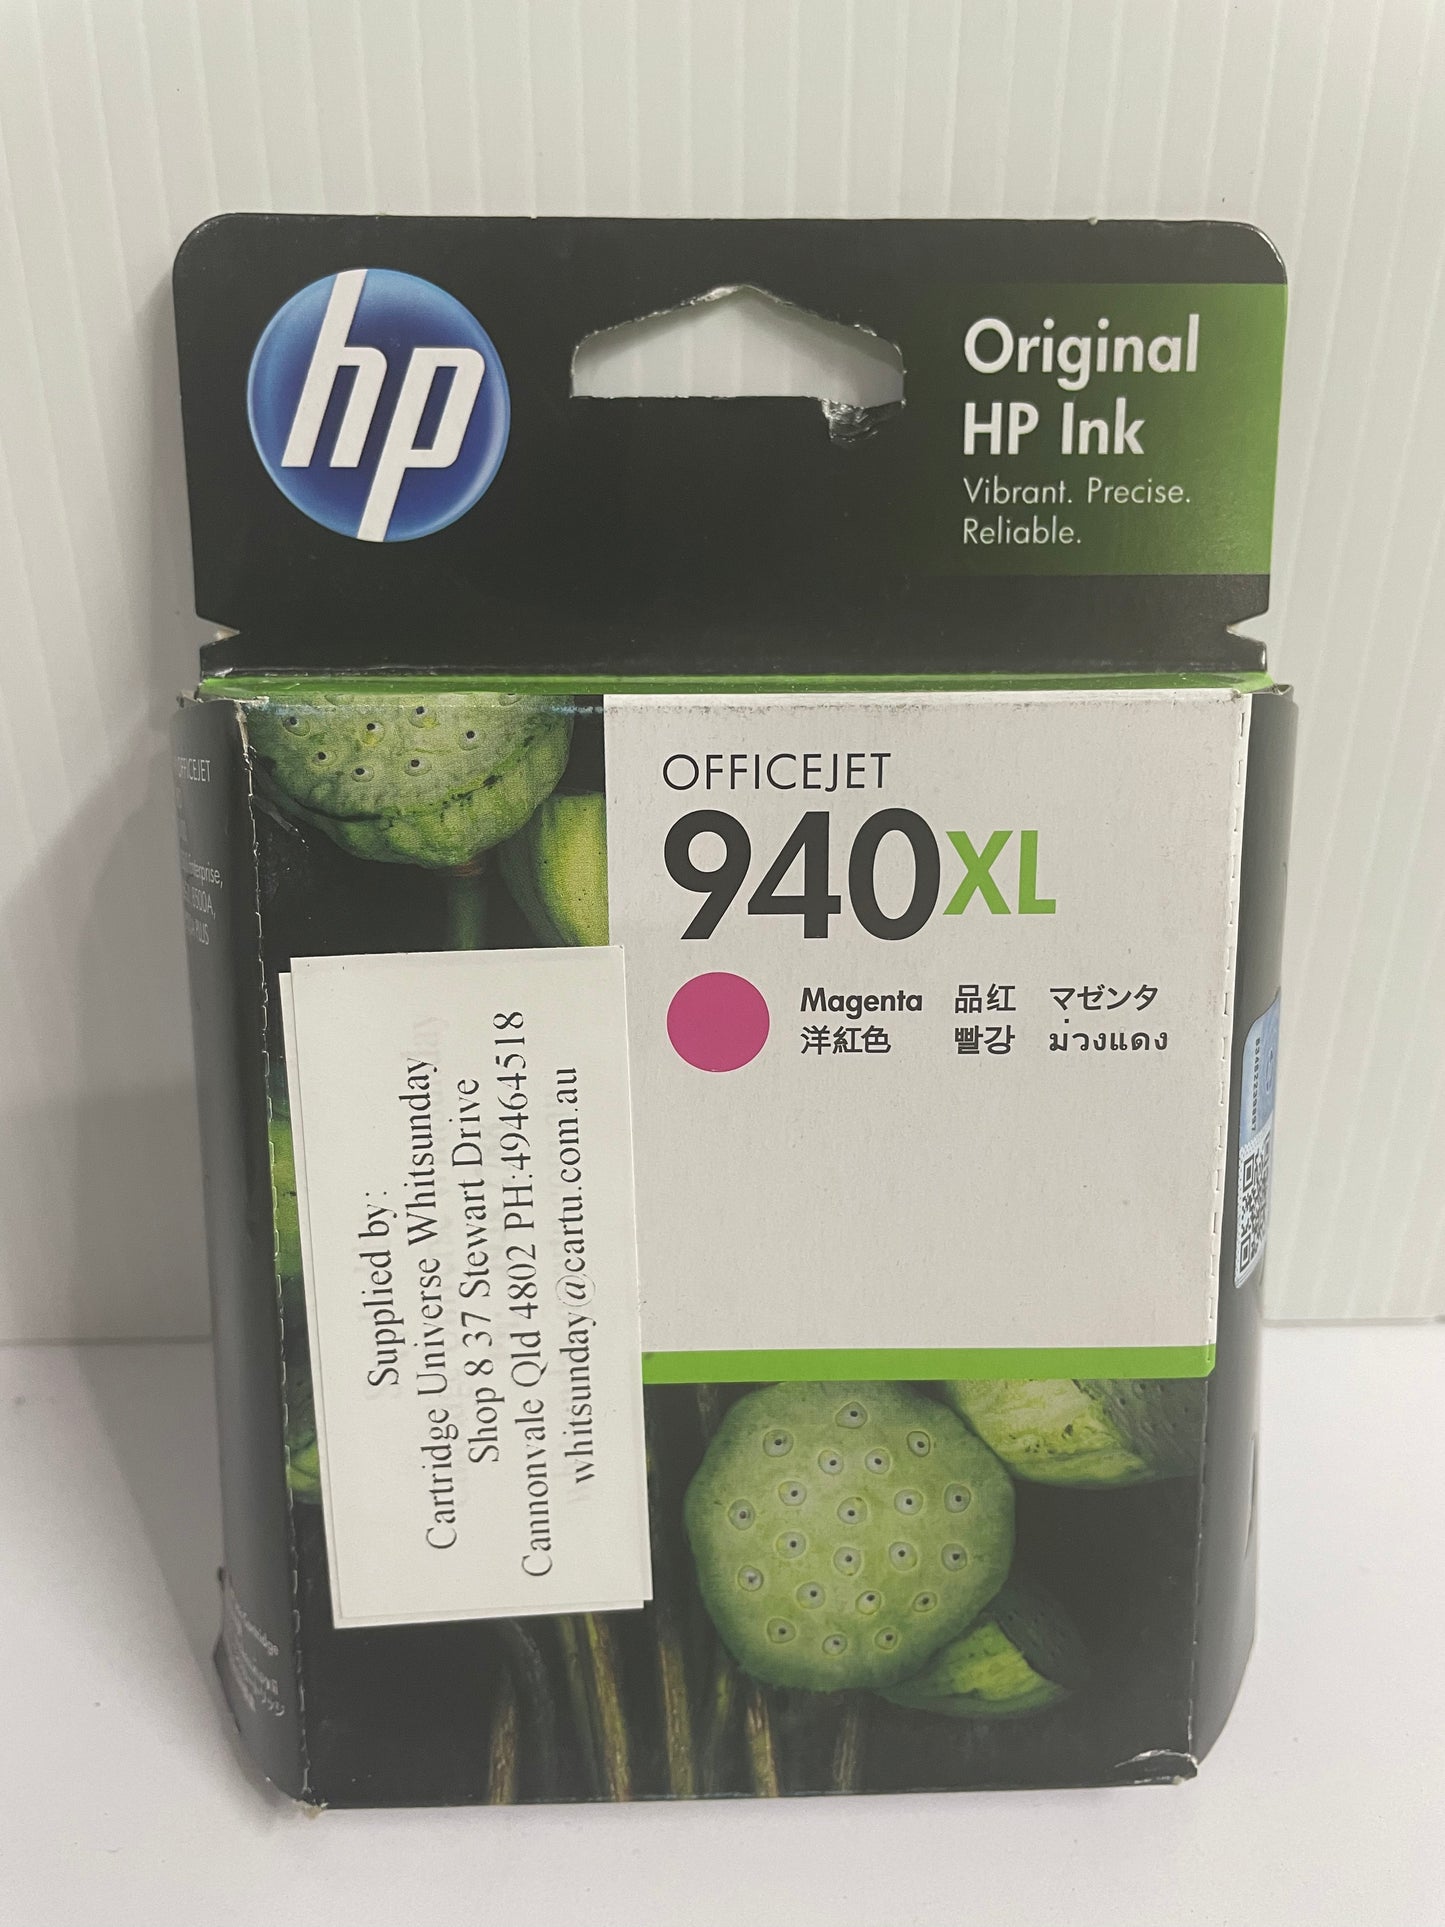 hp
Original
HP Ink
Vibrant. Precise.
Reliable.
OFFICEJET
940XL
Magenta 品红 マゼンタ
洋紅色 빨강 ม่วงแดง
Supplied by:
Cartridge Universe Whitsunday
Shop 8 37 Stewart Drive
Cannonvale Qld 4802 PH:49464518
whitsunday@cartu.com.au
OFFICEJET
8500A,
PLUS